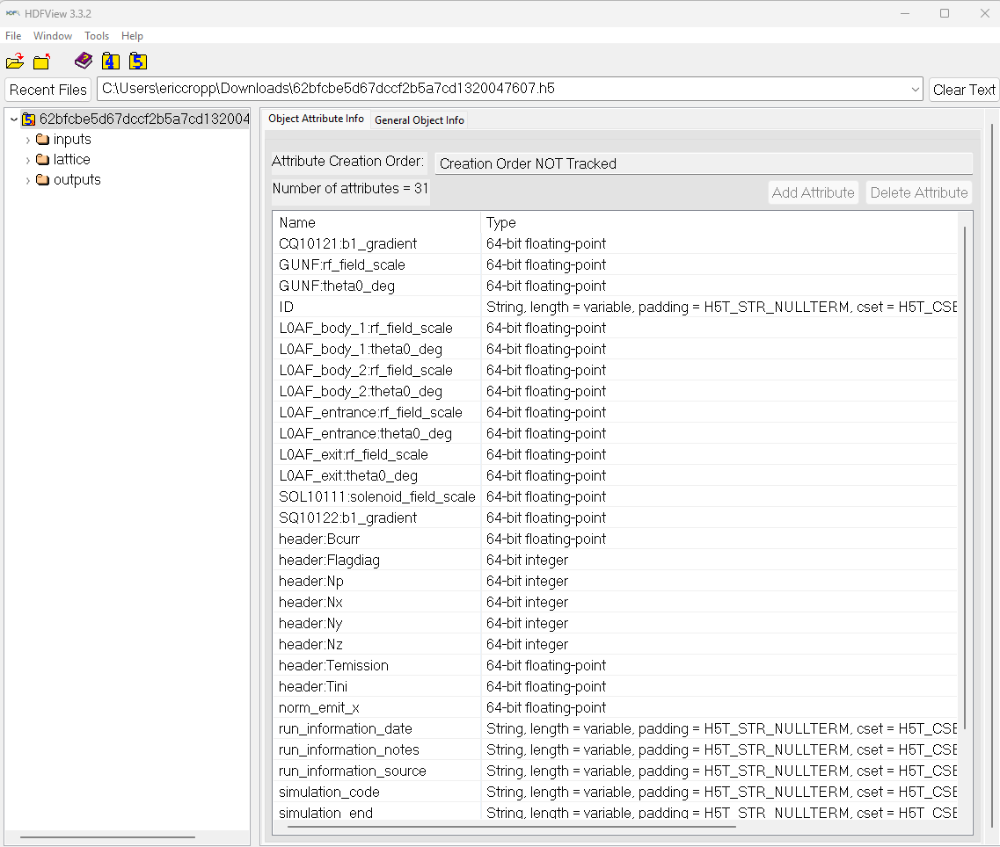 HDFView 3.3.2
File Window Tools Help
4 5
Recent Files C:\Users\ericcropp\Downloads\62bfcbe5d67dccf2b5a7cd1320047607.h5 Clear Text
5 62bfcbe5d67dccf2b5a7cd132004
inputs
lattice
outputs
Object Attribute Info General Object Info
Attribute Creation Order: Creation Order NOT Tracked
Number of attributes = 31 Add Attribute Delete Attribute
Name Type
CQ10121:b1_gradient 64-bit floating-point
GUNF:rf_field_scale 64-bit floating-point
GUNF:theta0_deg 64-bit floating-point
ID String, length = variable, padding = H5T_STR_NULLTERM, cset = H5T_CSE
L0AF_body_1:rf_field_scale 64-bit floating-point
L0AF_body_1:theta0_deg 64-bit floating-point
L0AF_body_2:rf_field_scale 64-bit floating-point
L0AF_body_2:theta0_deg 64-bit floating-point
L0AF_entrance:rf_field_scale 64-bit floating-point
L0AF_entrance:theta0_deg 64-bit floating-point
L0AF_exit:rf_field_scale 64-bit floating-point
L0AF_exit:theta0_deg 64-bit floating-point
SOL10111:solenoid_field_scale 64-bit floating-point
SQ10122:b1_gradient 64-bit floating-point
header:Bcurr 64-bit floating-point
header:Flagdiag 64-bit integer
header:Np 64-bit integer
header:Nx 64-bit integer
header:Ny 64-bit integer
header:Nz 64-bit integer
header:Temission 64-bit floating-point
header:Tini 64-bit floating-point
norm_emit_x 64-bit floating-point
run_information_date String, length = variable, padding = H5T_STR_NULLTERM, cset = H5T_CSE
run_information_notes String, length = variable, padding = H5T_STR_NULLTERM, cset = H5T_CSE
run_information_source String, length = variable, padding = H5T_STR_NULLTERM, cset = H5T_CSE
simulation_code String, length = variable, padding = H5T_STR_NULLTERM, cset = H5T_CSE
simulation_end String, length = variable, padding = H5T_STR_NULLTERM, cset = H5T_CSE